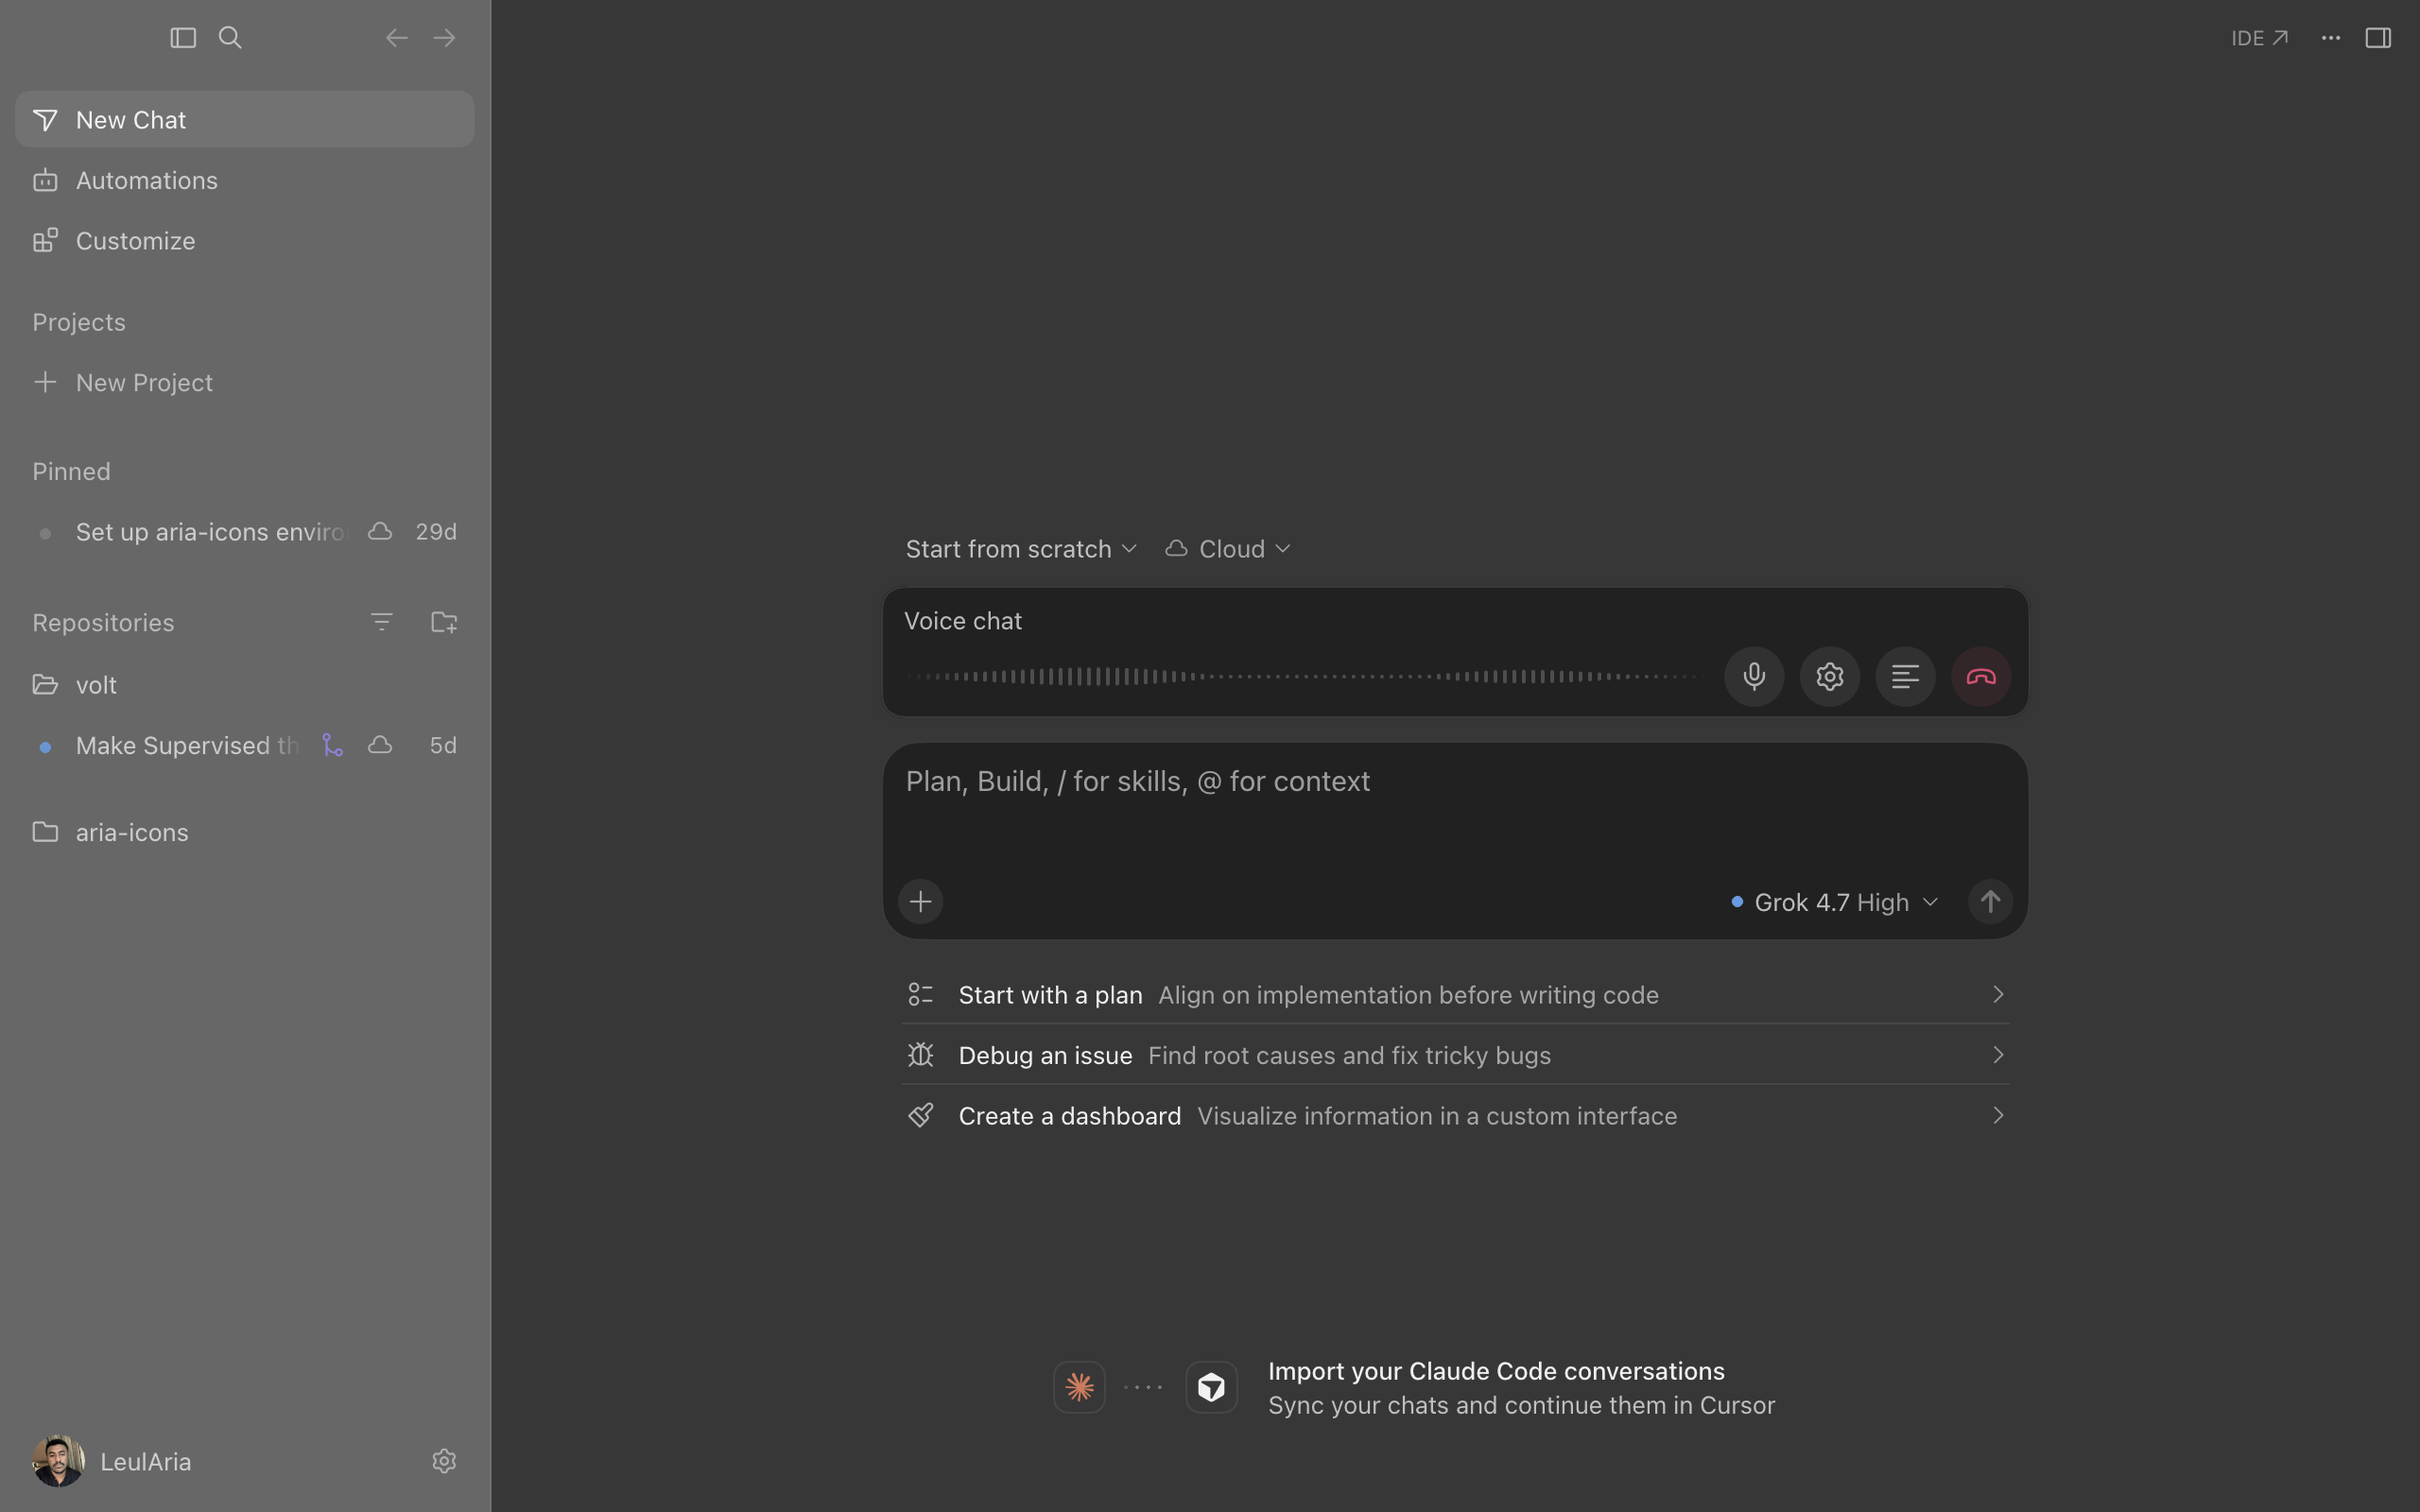 IDE
New Chat
Automations
Customize
Projects
New Project
Pinned
Set up aria-icons enviro 29d
Repositories
volt
Make Supervised th 5d
aria-icons
LeulAria
Start from scratch Cloud
Voice chat
Plan, Build, / for skills, @ for context
Grok 4.7 High
Start with a plan Align on implementation before writing code
Debug an issue Find root causes and fix tricky bugs
Create a dashboard Visualize information in a custom interface
Import your Claude Code conversations
Sync your chats and continue them in Cursor